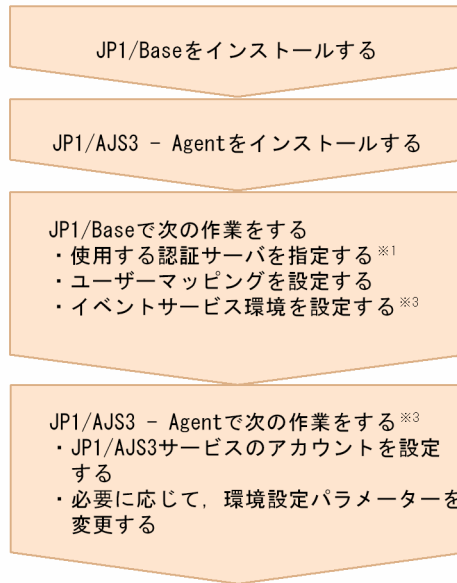 JP1/Baseをインストールする
JP1/AJS3 - Agentをインストールする
JP1/Baseで次の作業をする
・使用する認証サーバを指定する※1
・ユーザーマッピングを設定する
・イベントサービス環境を設定する※3
JP1/AJS3 - Agentで次の作業をする※3
・JP1/AJS3サービスのアカウントを設定
する
・必要に応じて，環境設定パラメーターを
変更する